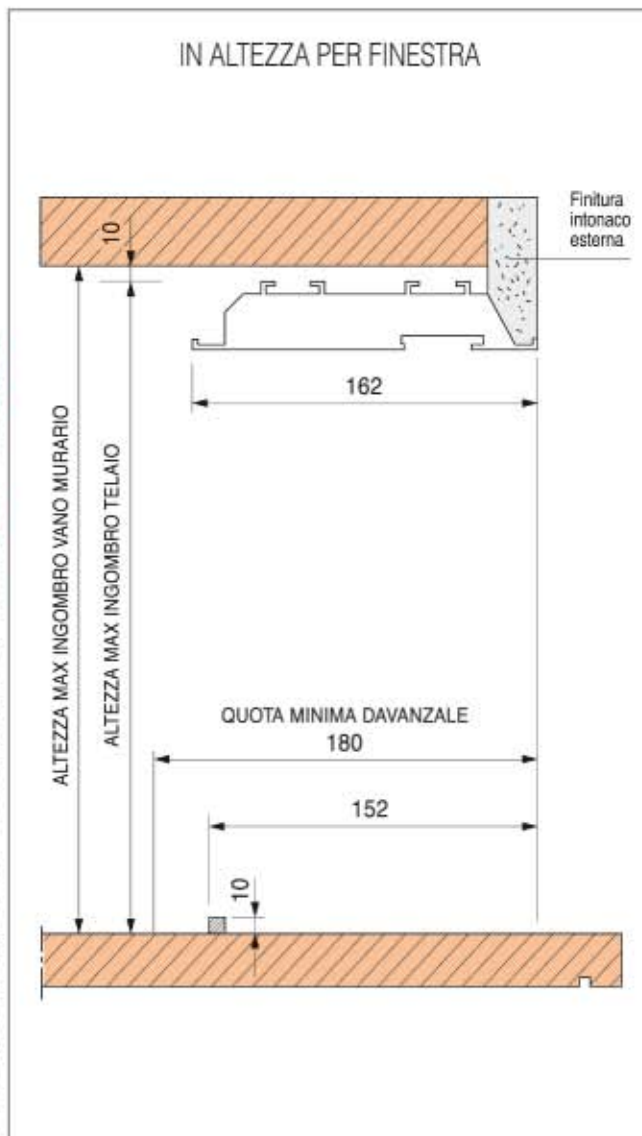 IN ALTEZZA PER FINESTRA
Finitura
intonaco
esterna
10
162
ALTEZZA MAX INGOMBRO VANO MURARIO
ALTEZZA MAX INGOMBRO TELAIO
QUOTA MINIMA DAVANZALE
180
152
10